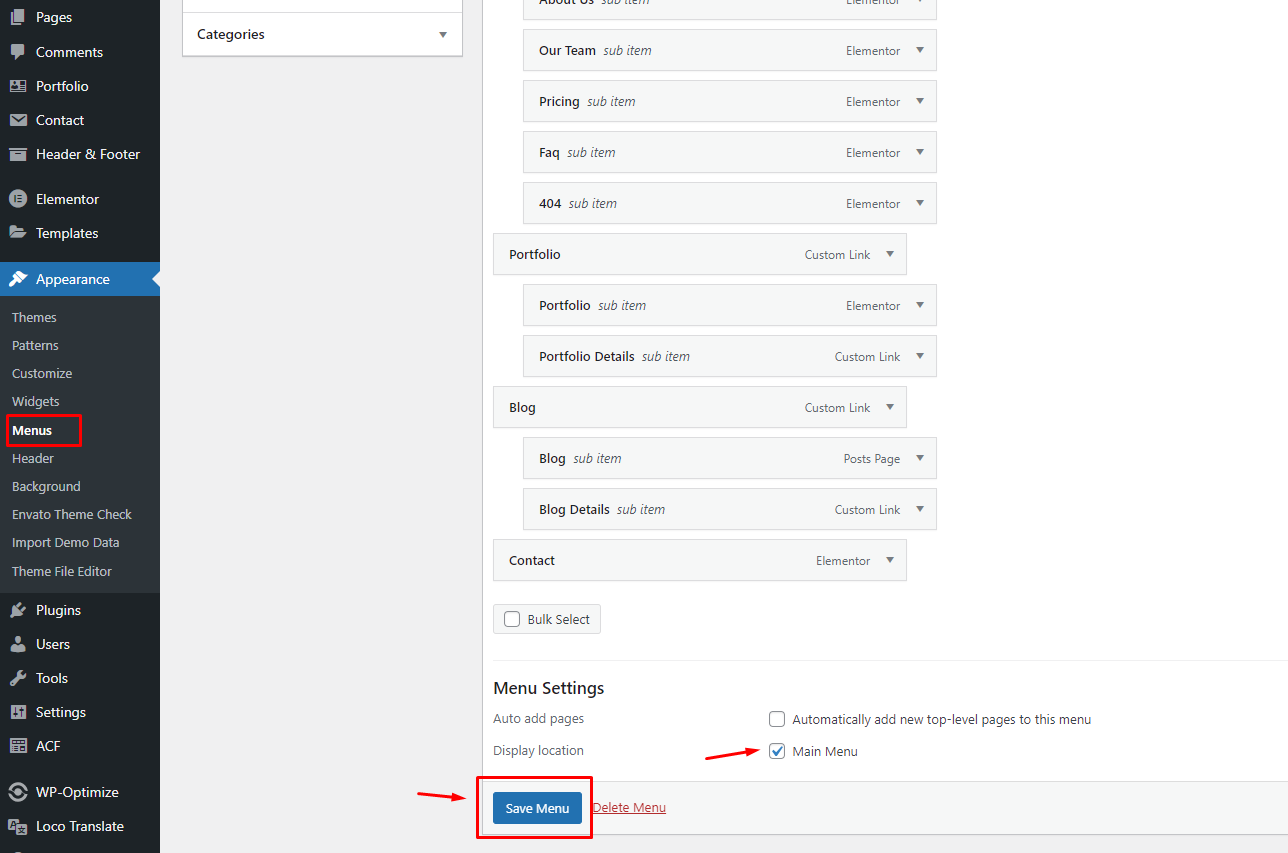 Pages
Comments
Portfolio
Contact
Header & Footer
Elementor
Templates
Appearance
Themes
Patterns
Customize
Widgets
Menus
Header
Background
Envato Theme Check
Import Demo Data
Theme File Editor
Plugins
Users
Tools
Settings
ACF
WP-Optimize
Loco Translate
Categories
About Us sub item Elementor
Our Team sub item Elementor
Pricing sub item Elementor
Faq sub item Elementor
404 sub item Elementor
Portfolio Custom Link
Portfolio sub item Elementor
Portfolio Details sub item Custom Link
Blog Custom Link
Blog sub item Posts Page
Blog Details sub item Custom Link
Contact Elementor
Bulk Select
Menu Settings
Auto add pages Automatically add new top-level pages to this menu
Display location Main Menu
Save Menu Delete Menu